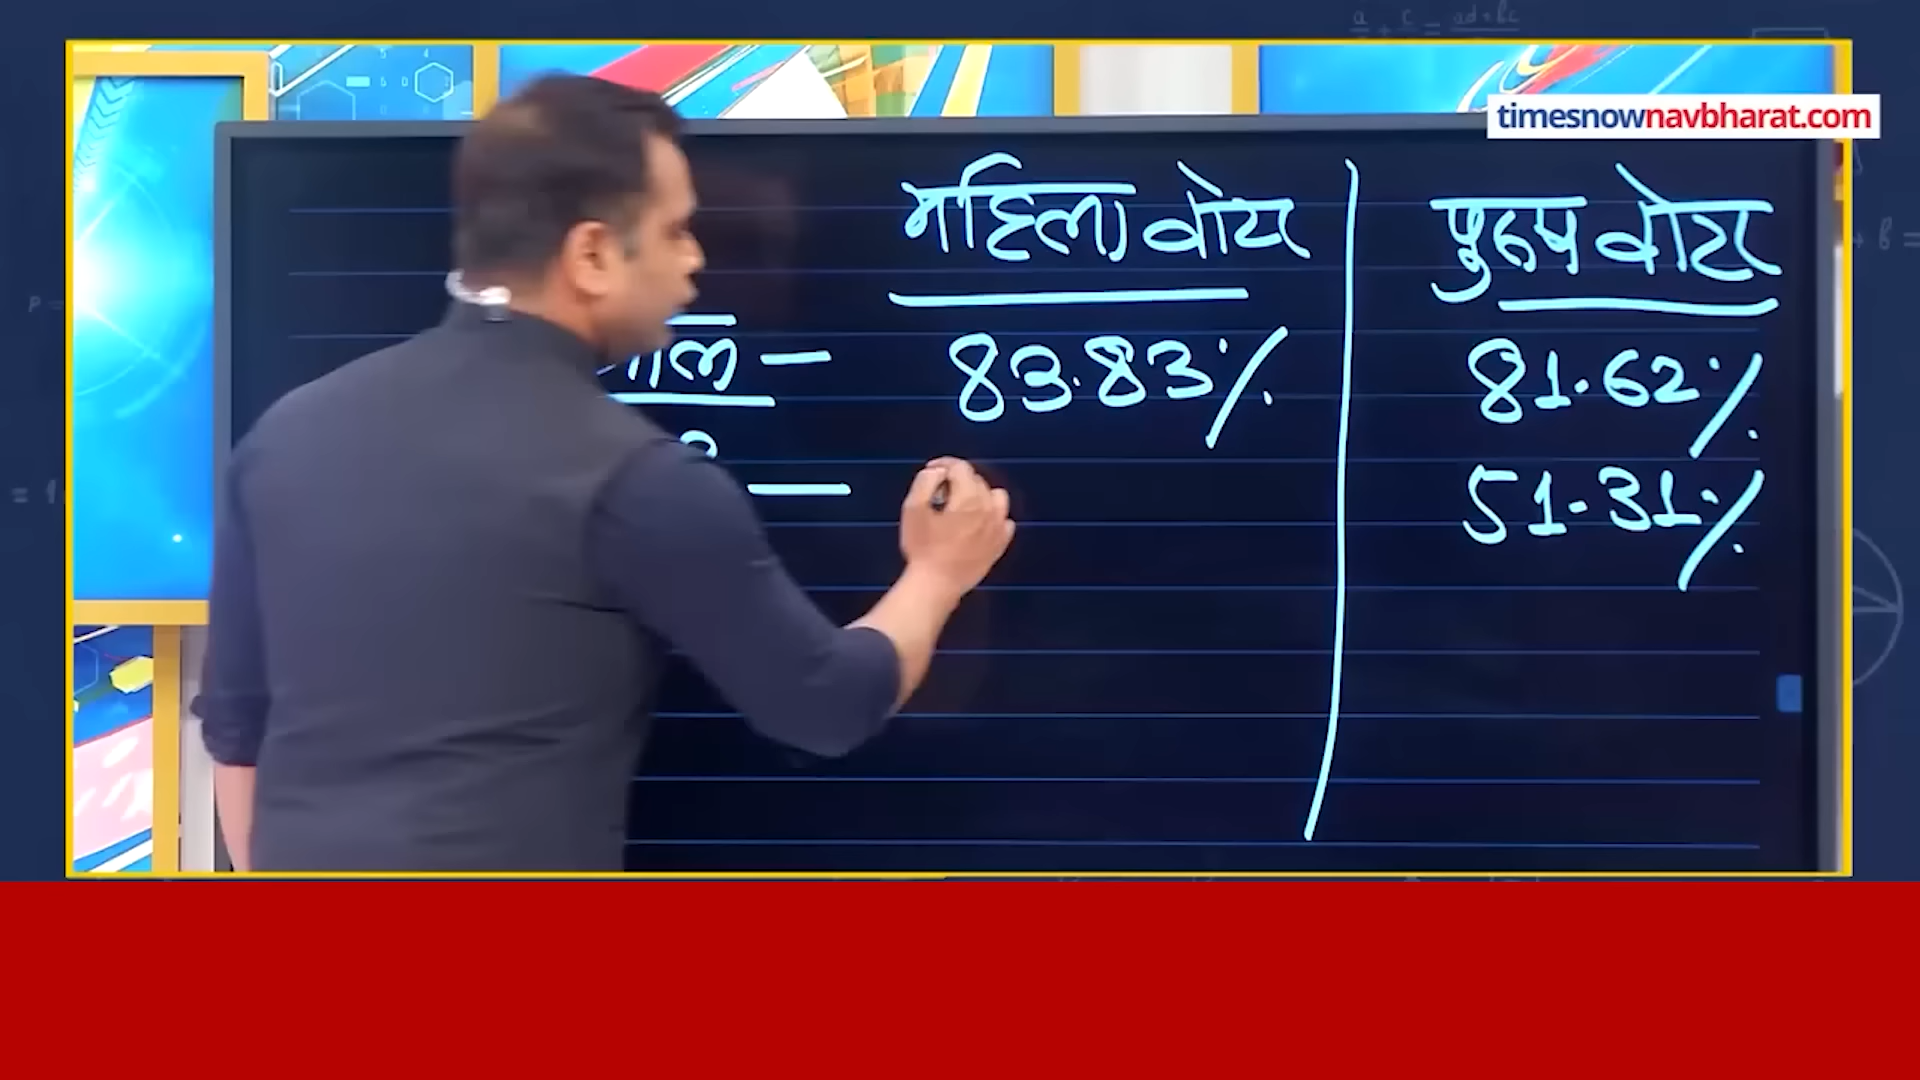 timesnownavbharat.com
महिला वोटर
पुरुष वोटर
83.83%
81.62%
51.31%